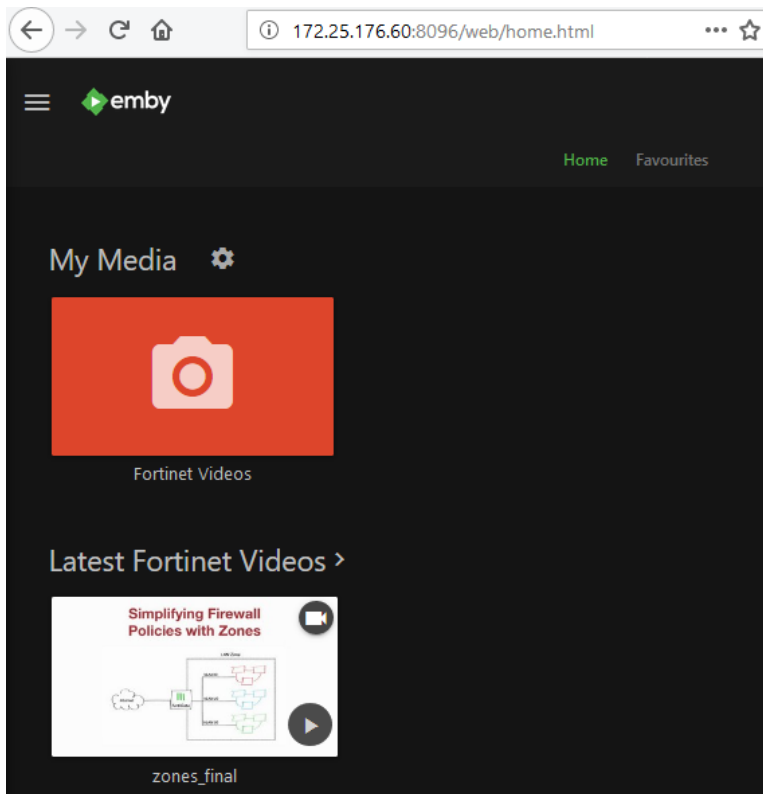 172.25.176.60:8096/web/home.html
emby
Home Favourites
My Media
Fortinet Videos
Latest Fortinet Videos >
Simplifying Firewall
Policies with Zones
zones_final